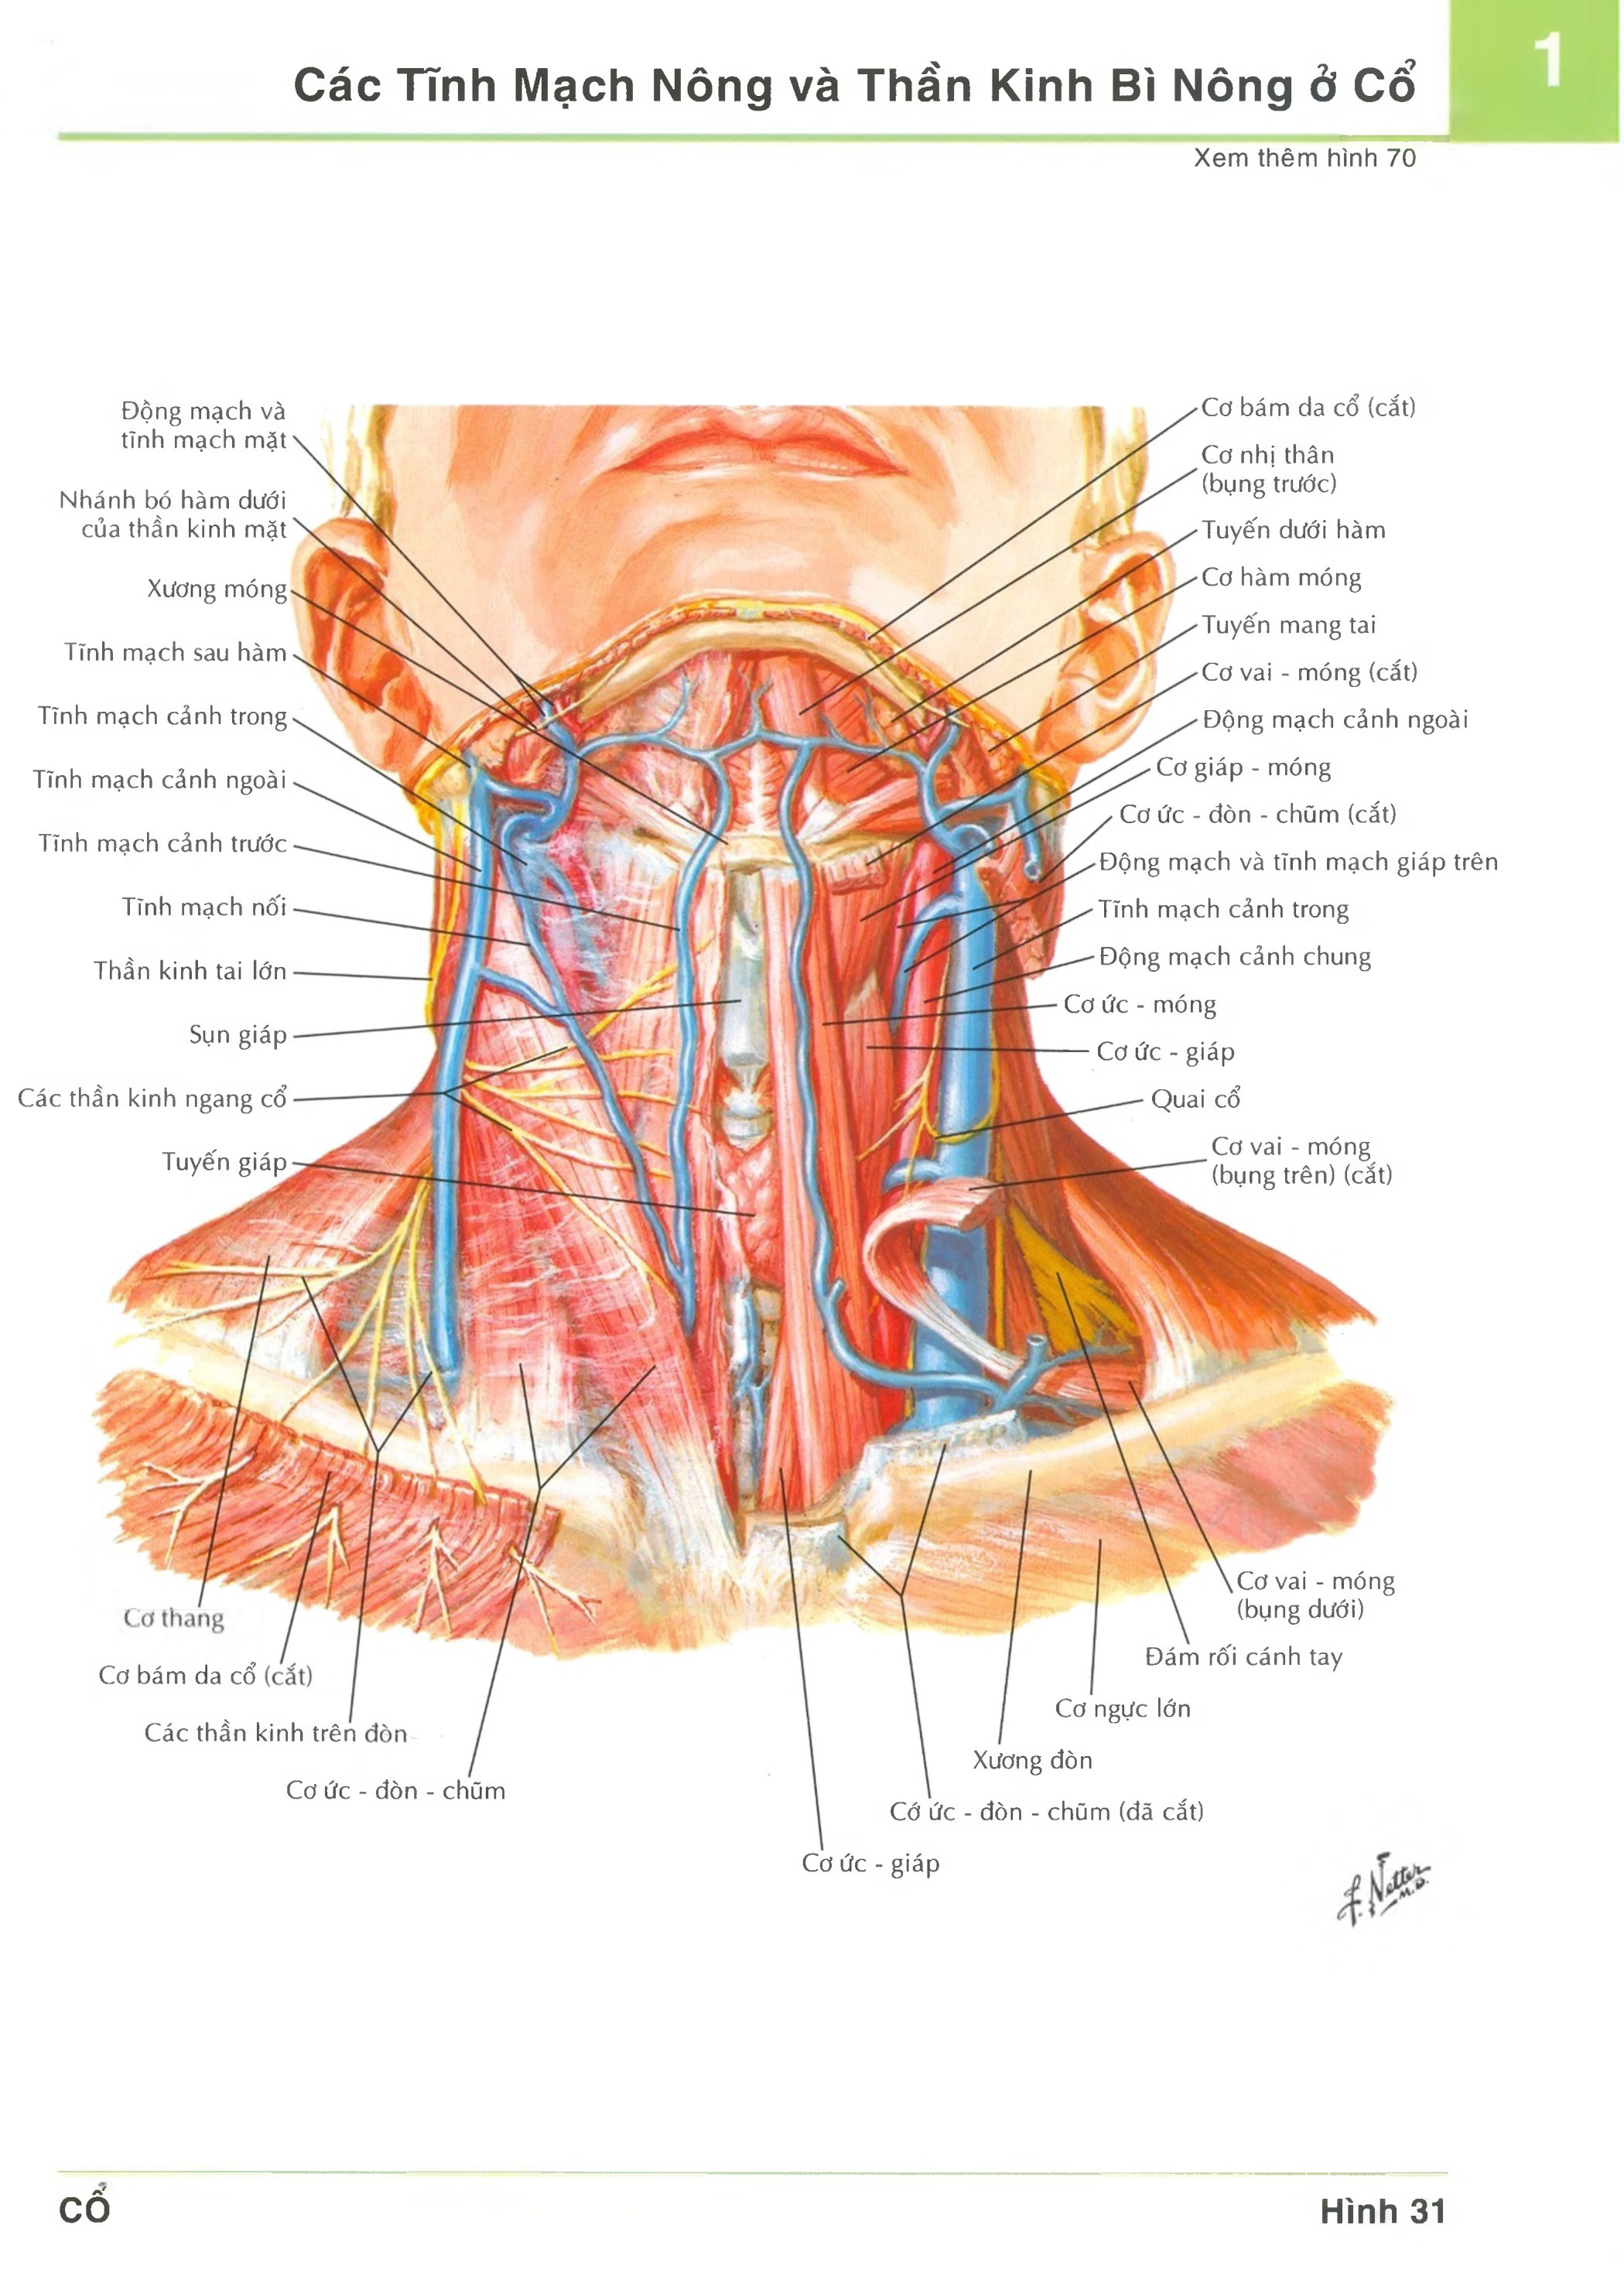 1
Các Tĩnh Mạch Nông và Thần Kinh Bì Nông ở Cổ
Xem thêm hình 70
Động mạch và
tĩnh mạch mặt
Nhánh bó hàm dưới
của thần kinh mặt
Xương móng
Tĩnh mạch sau hàm
Tĩnh mạch cảnh trong
Tĩnh mạch cảnh ngoài
Tĩnh mạch cảnh trước
Tĩnh mạch nối
Thần kinh tai lớn
Sụn giáp
Các thần kinh ngang cổ
Tuyến giáp
Cơ bám da cổ (cắt)
Cơ nhị thân
(bụng trước)
Tuyến dưới hàm
Cơ hàm móng
Tuyến mang tai
Cơ vai - móng (cắt)
Động mạch cảnh ngoài
Cơ giáp - móng
Cơ ức - đòn - chũm (cắt)
Động mạch và tĩnh mạch giáp trên
Tĩnh mạch cảnh trong
Động mạch cảnh chung
Cơ ức - móng
Cơ ức - giáp
Quai cổ
Cơ vai - móng
(bụng trên) (cắt)
Cơ thang
Cơ bám da cổ (cắt)
Các thần kinh trên đòn
Cơ ức - đòn - chũm
Cơ vai - móng
(bụng dưới)
Đám rối cánh tay
Cơ ngực lớn
Xương đòn
Cớ ức - đòn - chũm (đã cắt)
Cơ ức - giáp
F. Netter
M.D.
CỔ
Hình 31